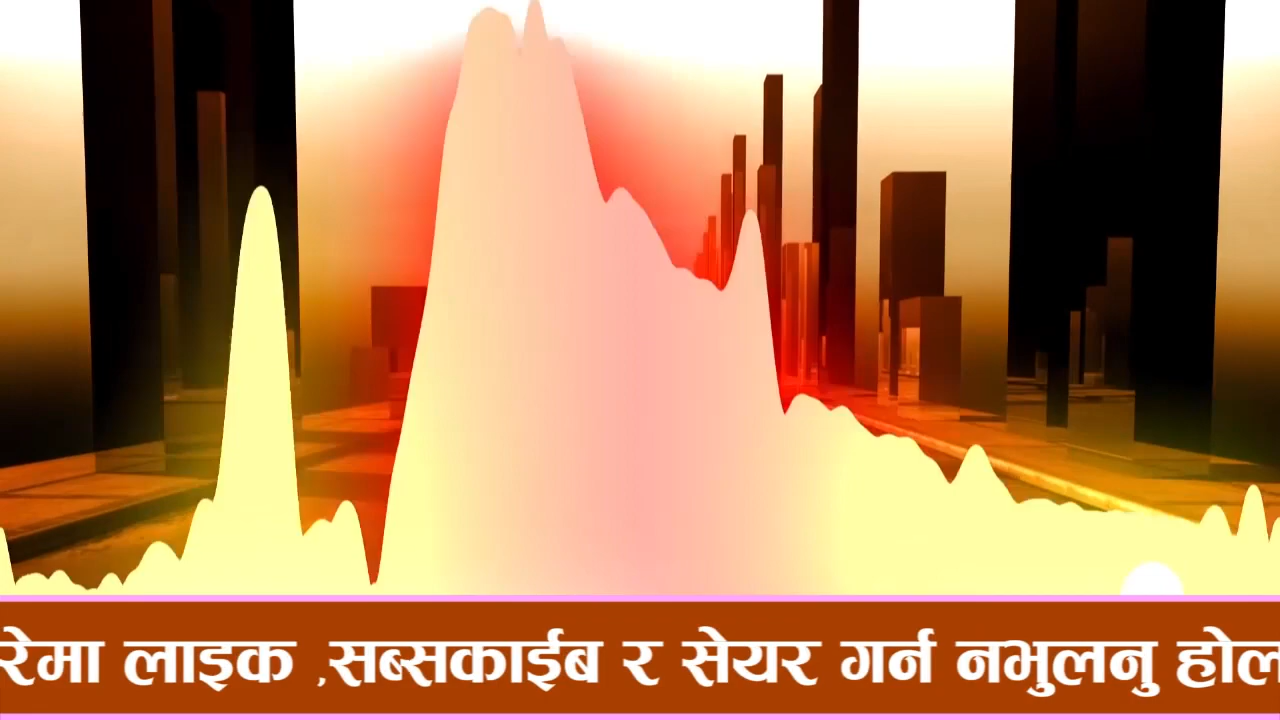 रेमा लाइक ,सब्सकाईब र सेयर गर्न नभुलनु होल